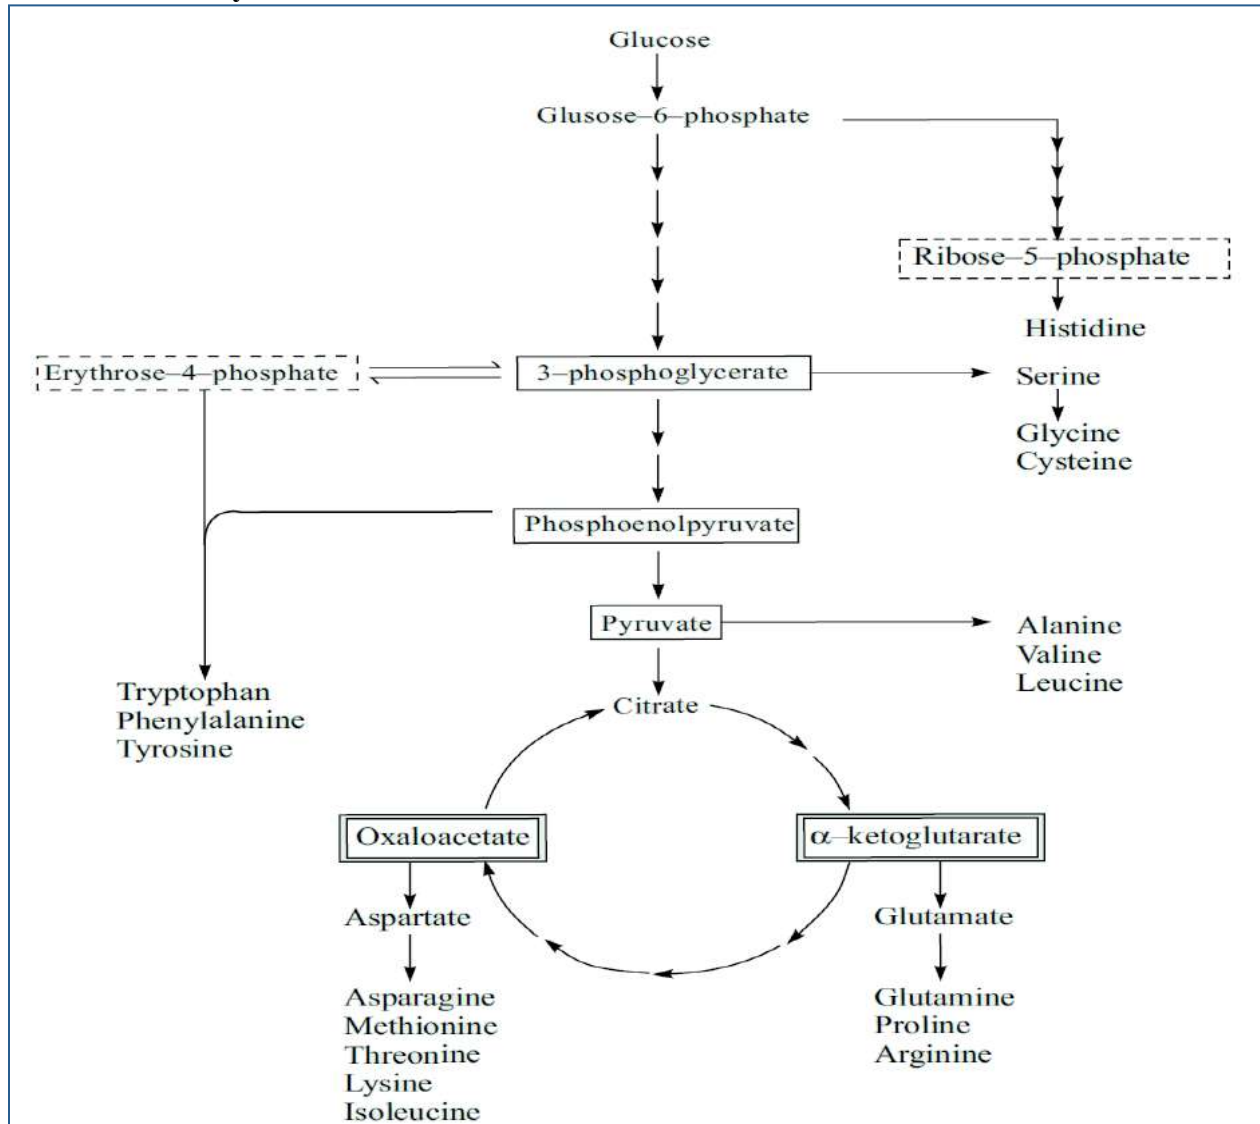 Glucose
Glusose–6–phosphate
Ribose–5–phosphate
Histidine
Erythrose–4–phosphate
3–phosphoglycerate
Serine
Glycine
Cysteine
Phosphoenolpyruvate
Pyruvate
Alanine
Valine
Leucine
Tryptophan
Phenylalanine
Tyrosine
Citrate
Oxaloacetate
α–ketoglutarate
Aspartate
Glutamate
Asparagine
Methionine
Threonine
Lysine
Isoleucine
Glutamine
Proline
Arginine